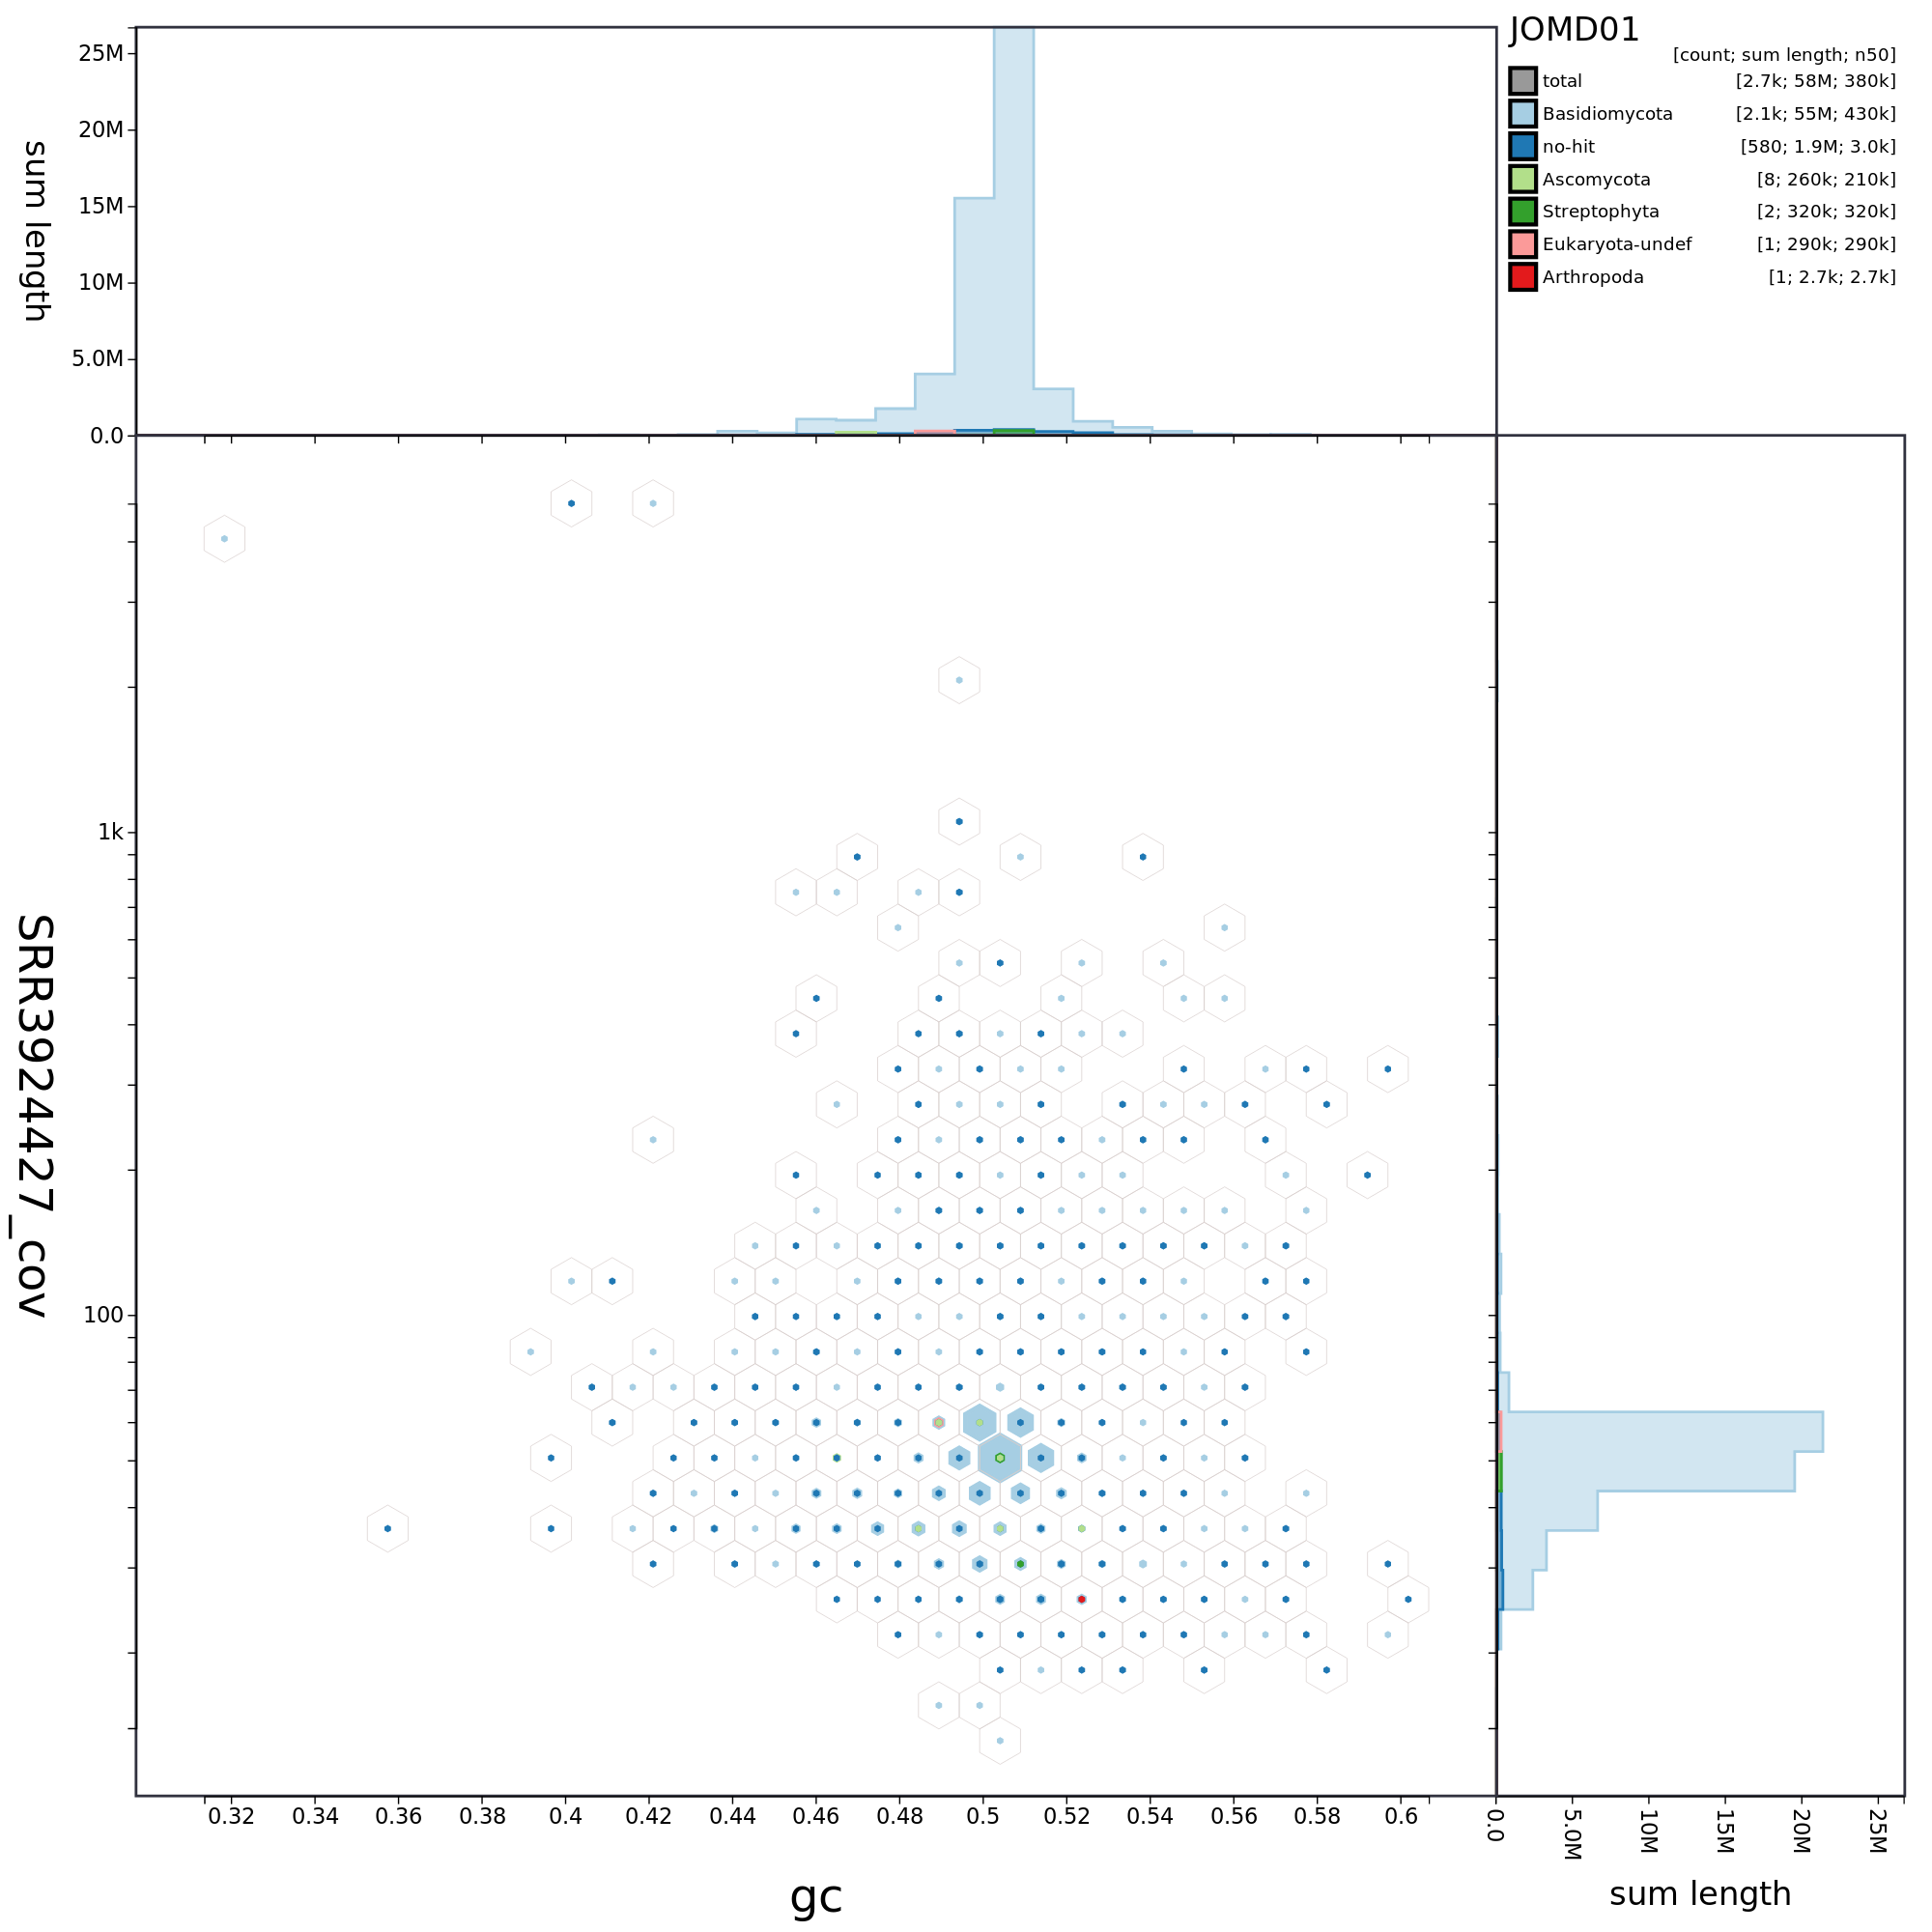 JOMD01
[count; sum length; n50]
total [2.7k; 58M; 380k]
Basidiomycota [2.1k; 55M; 430k]
no-hit [580; 1.9M; 3.0k]
Ascomycota [8; 260k; 210k]
Streptophyta [2; 320k; 320k]
Eukaryota-undef [1; 290k; 290k]
Arthropoda [1; 2.7k; 2.7k]
sum length
25M
20M
15M
10M
5.0M
0.0
SRR3924427_cov
1k
100
0.32 0.34 0.36 0.38 0.4 0.42 0.44 0.46 0.48 0.5 0.52 0.54 0.56 0.58 0.6
gc
0.0 5.0M 10M 15M 20M 25M
sum length